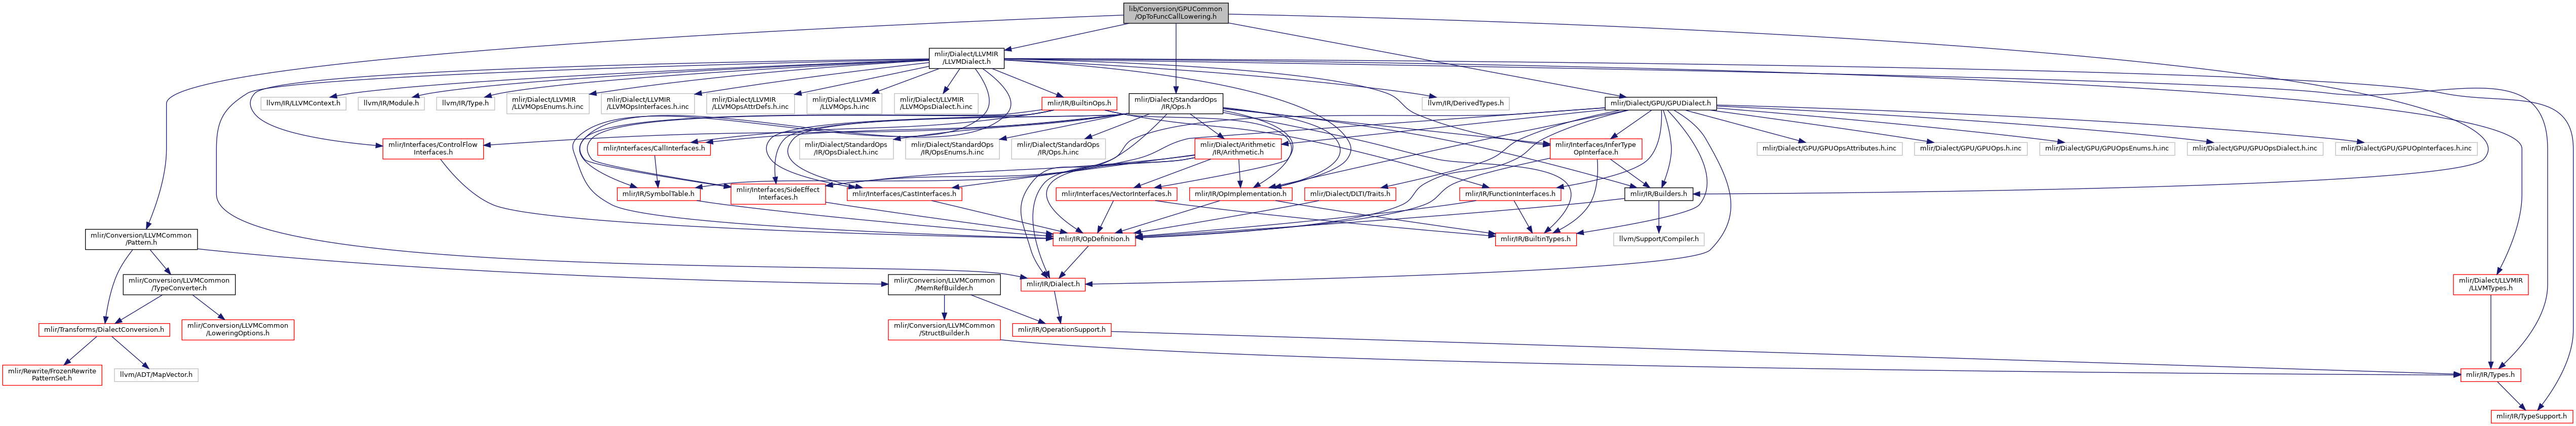 lib/Conversion/GPUCommon
/OpToFuncCallLowering.h
mlir/Dialect/LLVMIR
/LLVMDialect.h
llvm/IR/LLVMContext.h
llvm/IR/Module.h
llvm/IR/Type.h
mlir/Dialect/LLVMIR
/LLVMOpsEnums.h.inc
mlir/Dialect/LLVMIR
/LLVMOpsInterfaces.h.inc
mlir/Dialect/LLVMIR
/LLVMOpsAttrDefs.h.inc
mlir/Dialect/LLVMIR
/LLVMOps.h.inc
mlir/Dialect/LLVMIR
/LLVMOpsDialect.h.inc
mlir/IR/BuiltinOps.h
mlir/Dialect/StandardOps
/IR/Ops.h
llvm/IR/DerivedTypes.h
mlir/Dialect/GPU/GPUDialect.h
mlir/Interfaces/ControlFlow
Interfaces.h
mlir/Interfaces/CallInterfaces.h
mlir/Dialect/StandardOps
/IR/OpsDialect.h.inc
mlir/Dialect/StandardOps
/IR/OpsEnums.h.inc
mlir/Dialect/StandardOps
/IR/Ops.h.inc
mlir/Dialect/Arithmetic
/IR/Arithmetic.h
mlir/Interfaces/InferType
OpInterface.h
mlir/Dialect/GPU/GPUOpsAttributes.h.inc
mlir/Dialect/GPU/GPUOps.h.inc
mlir/Dialect/GPU/GPUOpsEnums.h.inc
mlir/Dialect/GPU/GPUOpsDialect.h.inc
mlir/Dialect/GPU/GPUOpInterfaces.h.inc
mlir/IR/SymbolTable.h
mlir/Interfaces/SideEffect
Interfaces.h
mlir/Interfaces/CastInterfaces.h
mlir/Interfaces/VectorInterfaces.h
mlir/IR/OpImplementation.h
mlir/Dialect/DLTI/Traits.h
mlir/IR/FunctionInterfaces.h
mlir/IR/Builders.h
mlir/Conversion/LLVMCommon
/Pattern.h
mlir/IR/OpDefinition.h
mlir/IR/BuiltinTypes.h
llvm/Support/Compiler.h
mlir/Conversion/LLVMCommon
/TypeConverter.h
mlir/Conversion/LLVMCommon
/MemRefBuilder.h
mlir/IR/Dialect.h
mlir/Dialect/LLVMIR
/LLVMTypes.h
mlir/Transforms/DialectConversion.h
mlir/Conversion/LLVMCommon
/LoweringOptions.h
mlir/Conversion/LLVMCommon
/StructBuilder.h
mlir/IR/OperationSupport.h
mlir/Rewrite/FrozenRewrite
PatternSet.h
llvm/ADT/MapVector.h
mlir/IR/Types.h
mlir/IR/TypeSupport.h